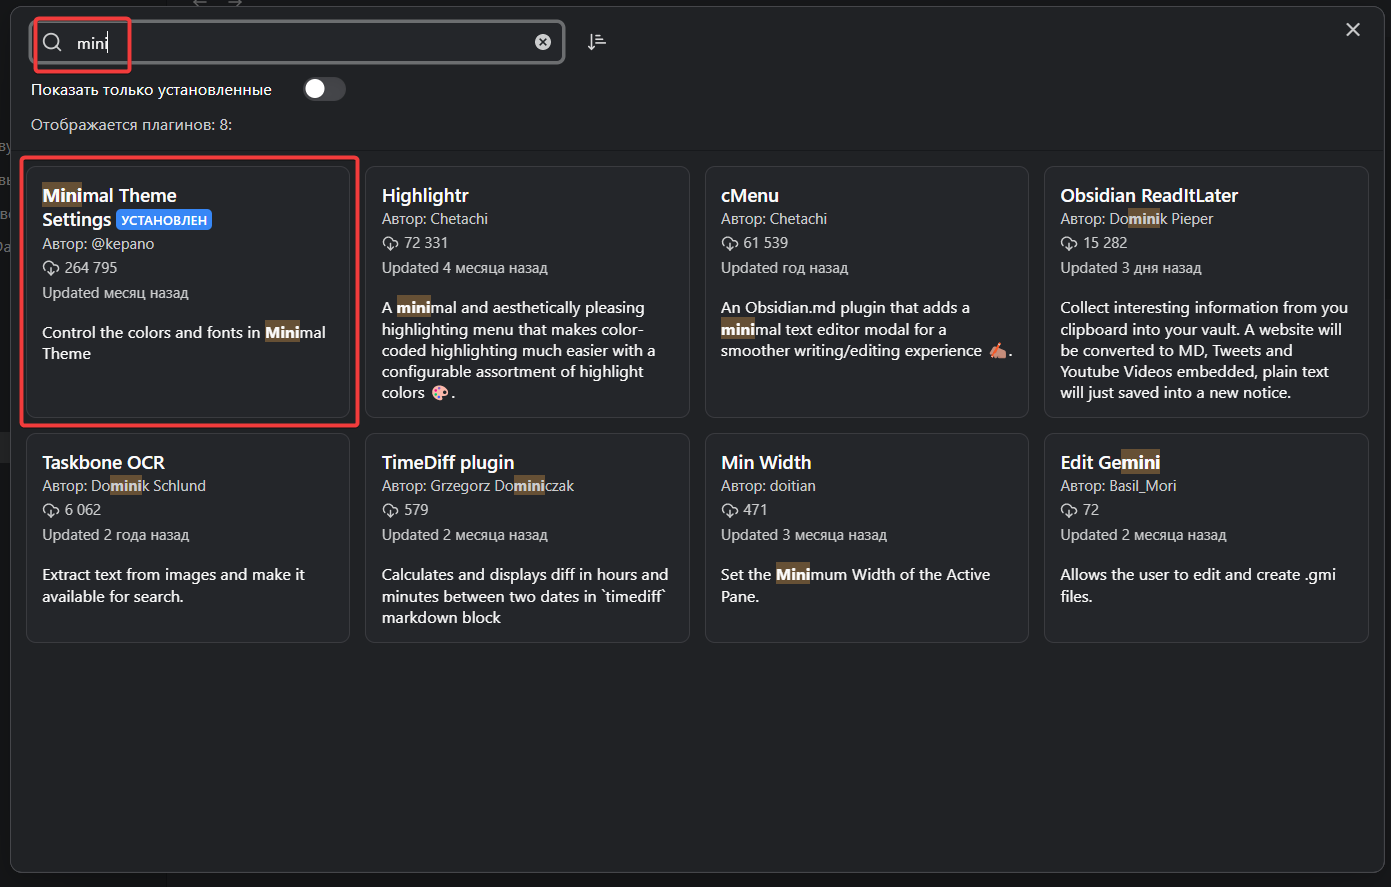 mini
Показать только установленные
Отображается плагинов: 8:
Minimal Theme
Settings УСТАНОВЛЕН
Автор: @kepano
264 795
Updated месяц назад
Control the colors and fonts in Minimal
Theme
Highlightr
Автор: Chetachi
72 331
Updated 4 месяца назад
A minimal and aesthetically pleasing
highlighting menu that makes color-
coded highlighting much easier with a
configurable assortment of highlight
colors 🎨.
cMenu
Автор: Chetachi
61 539
Updated год назад
An Obsidian.md plugin that adds a
minimal text editor modal for a
smoother writing/editing experience ✍🏽.
Obsidian ReadItLater
Автор: Dominik Pieper
15 282
Updated 3 дня назад
Collect interesting information from you
clipboard into your vault. A website will
be converted to MD, Tweets and
Youtube Videos embedded, plain text
will just saved into a new notice.
Taskbone OCR
Автор: Dominik Schlund
6 062
Updated 2 года назад
Extract text from images and make it
available for search.
TimeDiff plugin
Автор: Grzegorz Dominiczak
579
Updated 2 месяца назад
Calculates and displays diff in hours and
minutes between two dates in `timediff`
markdown block
Min Width
Автор: doitian
471
Updated 3 месяца назад
Set the Minimum Width of the Active
Pane.
Edit Gemini
Автор: Basil_Mori
72
Updated 2 месяца назад
Allows the user to edit and create .gmi
files.